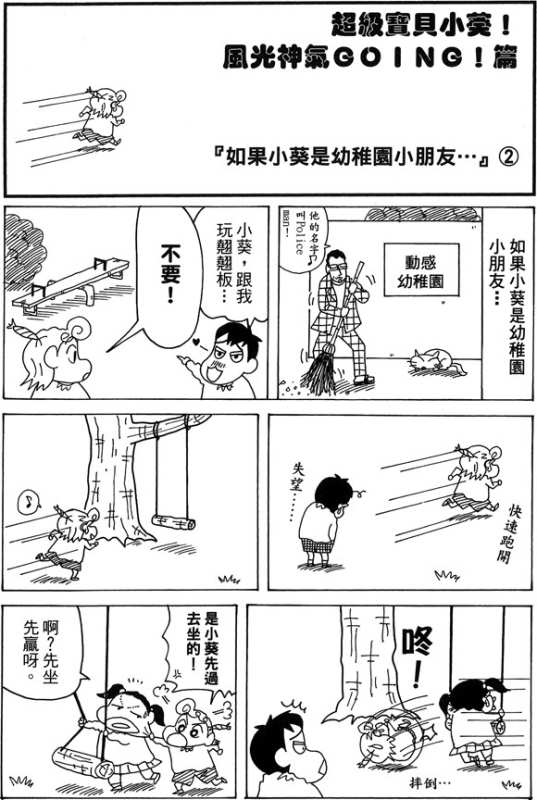 超級寶貝小葵！
風光神氣GOING！篇
『如果小葵是幼稚園小朋友…』②
如果小葵是幼稚園
小朋友…
動感
幼稚園
他的名字♪
叫Police
man！
小葵，跟我
玩翹翹板…
不要！
快速跑開
失望……
♪
咚！
摔倒…
是小葵先過
去坐的！
啊？先坐
先贏呀。